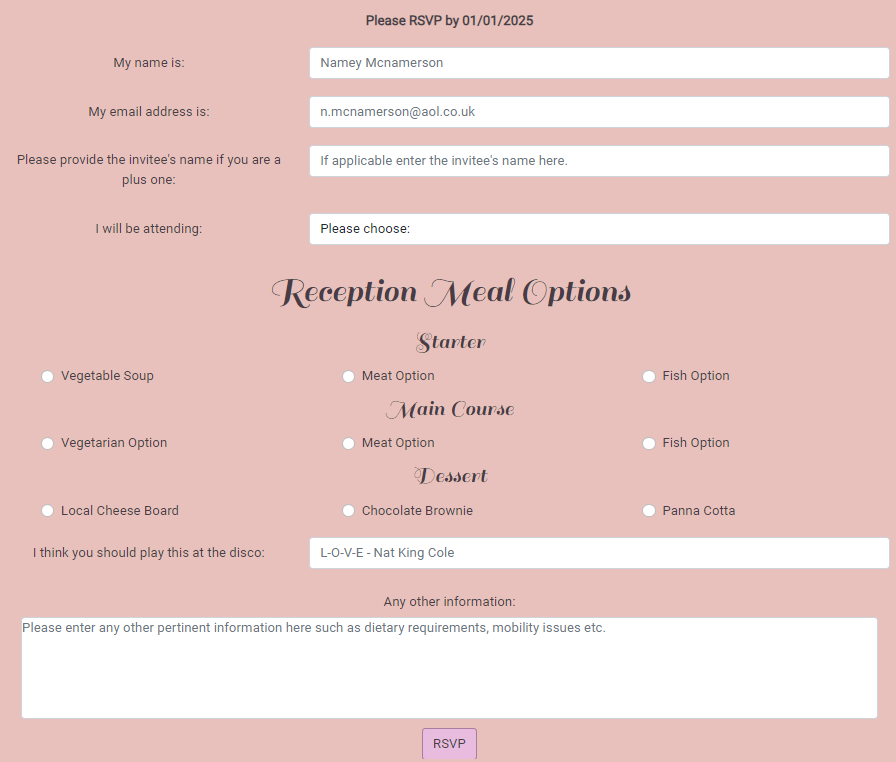 Please RSVP by 01/01/2025
My name is: Namey Mcnamerson
My email address is: n.mcnamerson@aol.co.uk
Please provide the invitee's name if you are a
plus one:
If applicable enter the invitee's name here.
I will be attending: Please choose:
Reception Meal Options
Starter
Vegetable Soup Meat Option Fish Option
Main Course
Vegetarian Option Meat Option Fish Option
Dessert
Local Cheese Board Chocolate Brownie Panna Cotta
I think you should play this at the disco: L-O-V-E - Nat King Cole
Any other information:
Please enter any other pertinent information here such as dietary requirements, mobility issues etc.
RSVP